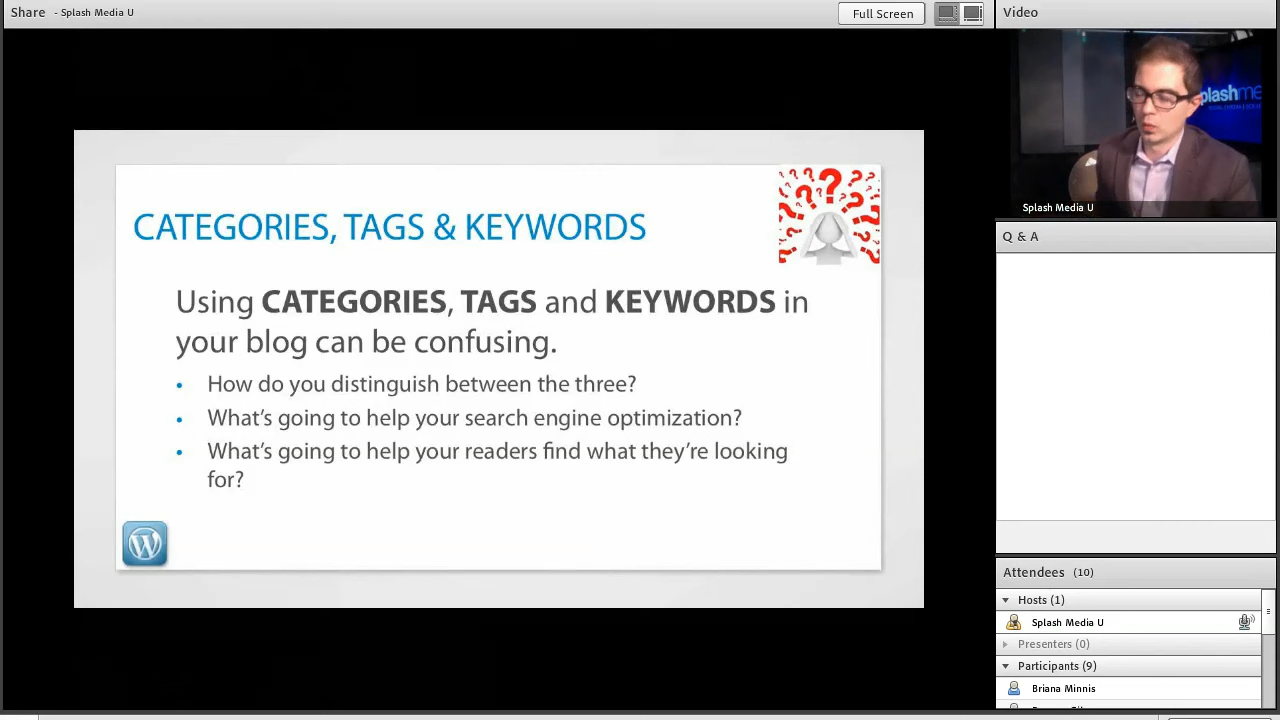 Share - Splash Media U
Full Screen
Video
CATEGORIES, TAGS & KEYWORDS
Using CATEGORIES, TAGS and KEYWORDS in
your blog can be confusing.
• How do you distinguish between the three?
• What's going to help your search engine optimization?
• What's going to help your readers find what they're looking
for?
splashme
Splash Media U
Q & A
Attendees (10)
Hosts (1)
Splash Media U
Presenters (0)
Participants (9)
Briana Minnis